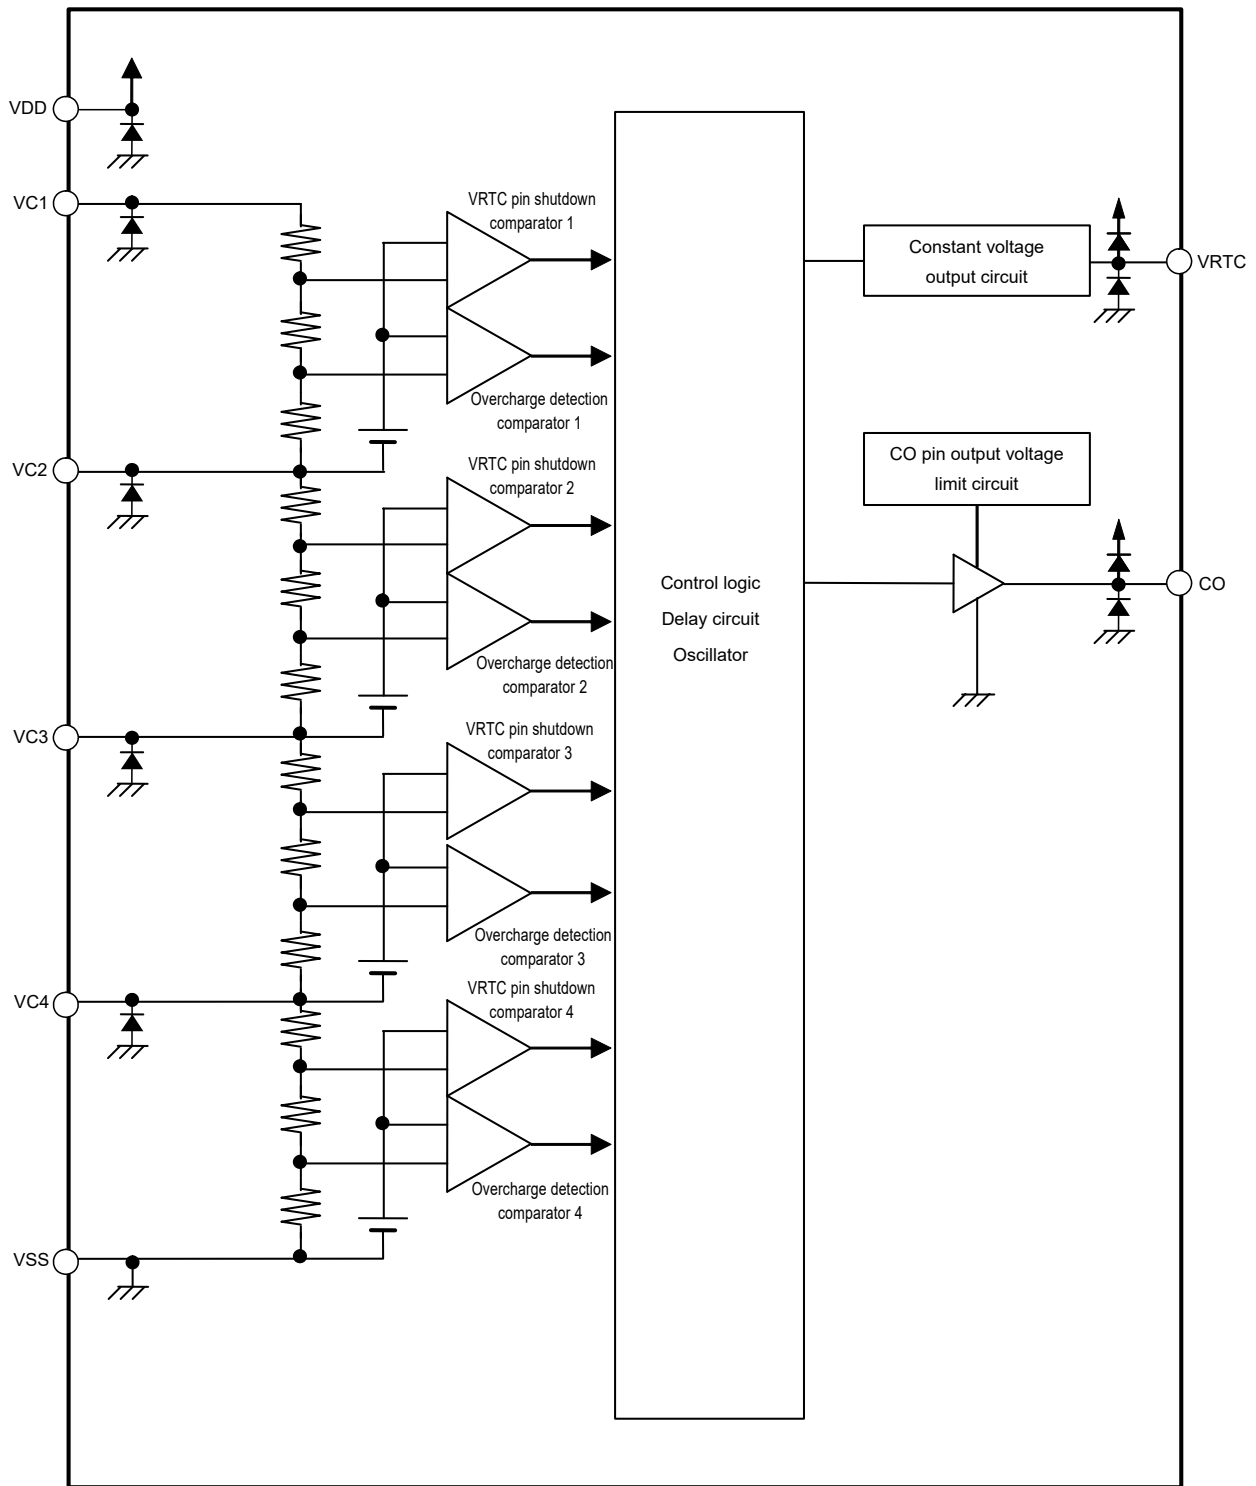 VDD
VC1
VRTC pin shutdown
comparator 1
Constant voltage
output circuit
VRTC
Overcharge detection
comparator 1
CO pin output voltage
limit circuit
VC2
VRTC pin shutdown
comparator 2
Control logic
Delay circuit
Oscillator
CO
Overcharge detection
comparator 2
VC3
VRTC pin shutdown
comparator 3
Overcharge detection
comparator 3
VC4
VRTC pin shutdown
comparator 4
Overcharge detection
comparator 4
VSS